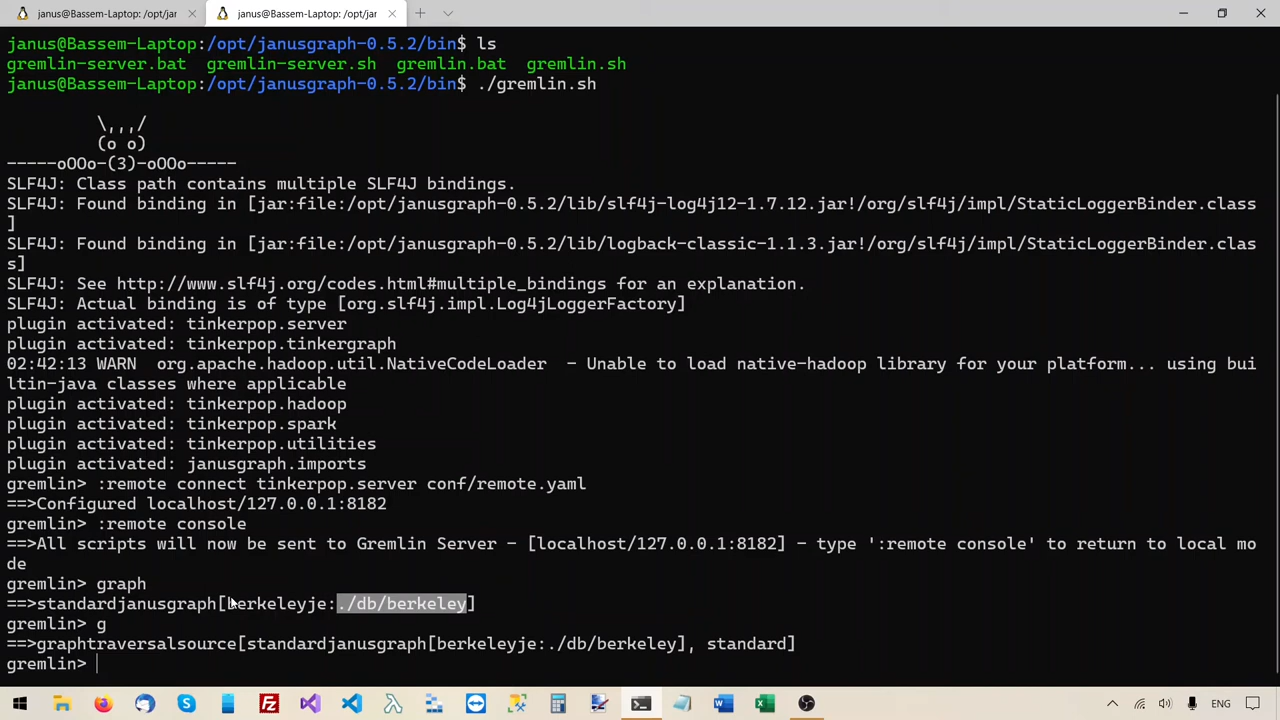 janus@Bassem-Laptop: /opt/jar
janus@Bassem-Laptop: /opt/jan
janus@Bassem-Laptop:/opt/janusgraph-0.5.2/bin$ ls
gremlin-server.bat  gremlin-server.sh  gremlin.bat  gremlin.sh
janus@Bassem-Laptop:/opt/janusgraph-0.5.2/bin$ ./gremlin.sh
         \,,,/
         (o o)
-----oOOo-(3)-oOOo-----
SLF4J: Class path contains multiple SLF4J bindings.
SLF4J: Found binding in [jar:file:/opt/janusgraph-0.5.2/lib/slf4j-log4j12-1.7.12.jar!/org/slf4j/impl/StaticLoggerBinder.class
]
SLF4J: Found binding in [jar:file:/opt/janusgraph-0.5.2/lib/logback-classic-1.1.3.jar!/org/slf4j/impl/StaticLoggerBinder.clas
s]
SLF4J: See http://www.slf4j.org/codes.html#multiple_bindings for an explanation.
SLF4J: Actual binding is of type [org.slf4j.impl.Log4jLoggerFactory]
plugin activated: tinkerpop.server
plugin activated: tinkerpop.tinkergraph
02:42:13 WARN  org.apache.hadoop.util.NativeCodeLoader  - Unable to load native-hadoop library for your platform... using bui
ltin-java classes where applicable
plugin activated: tinkerpop.hadoop
plugin activated: tinkerpop.spark
plugin activated: tinkerpop.utilities
plugin activated: janusgraph.imports
gremlin> :remote connect tinkerpop.server conf/remote.yaml
==>Configured localhost/127.0.0.1:8182
gremlin> :remote console
==>All scripts will now be sent to Gremlin Server - [localhost/127.0.0.1:8182] - type ':remote console' to return to local mo
de
gremlin> graph
==>standardjanusgraph[berkeleyje:./db/berkeley]
gremlin> g
==>graphtraversalsource[standardjanusgraph[berkeleyje:./db/berkeley], standard]
gremlin>
ENG